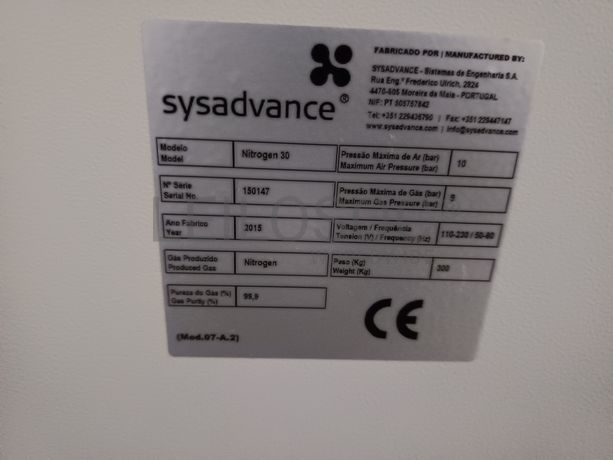 FABRICADO POR | MANUFACTURED BY:
SYSADVANCE - Sistemas de Engenharia S.A.
Rua Eng.º Frederico Ulrich, 2924
4470-605 Moreira da Maia - PORTUGAL
NIF: PT 505757842
Tel: +351 229436790 | Fax: +351 229447147
www.sysadvance.com | info@sysadvance.com
sysadvance®
Modelo
Model
Nitrogen 30
Pressão Máxima de Ar (bar)
Maximum Air Pressure (bar)
10
Nº Série
Serial No.
150147
Pressão Máxima de Gás (bar)
Maximum Gas Pressure (bar)
Ano Fabrico
Year
2015
Voltagem / Frequência
Tension (V) / Frequency (Hz)
110-230 / 50-60
Gás Produzido
Produced Gas
Nitrogen
Peso (Kg)
Weight (Kg)
300
Pureza do Gás (%)
Gas Purity (%)
99,9
CE
(Mod.07-A.2)